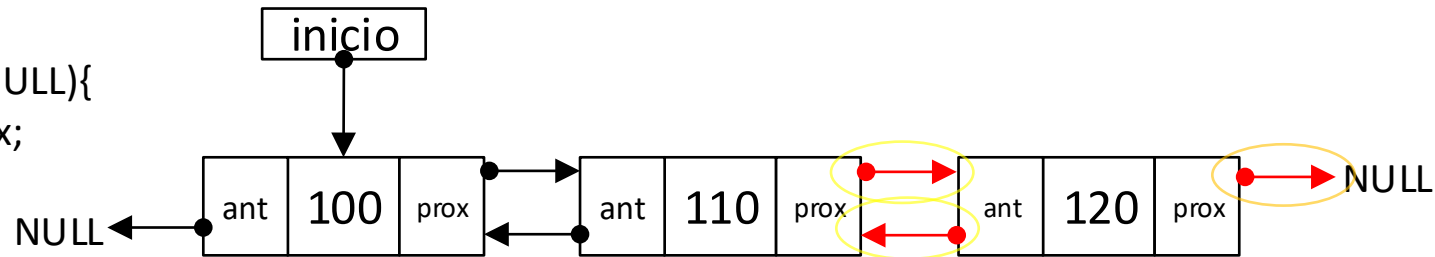 inicio
ULL){
x;
ant 100 prox ant 110 prox ant 120 prox NULL
NULL